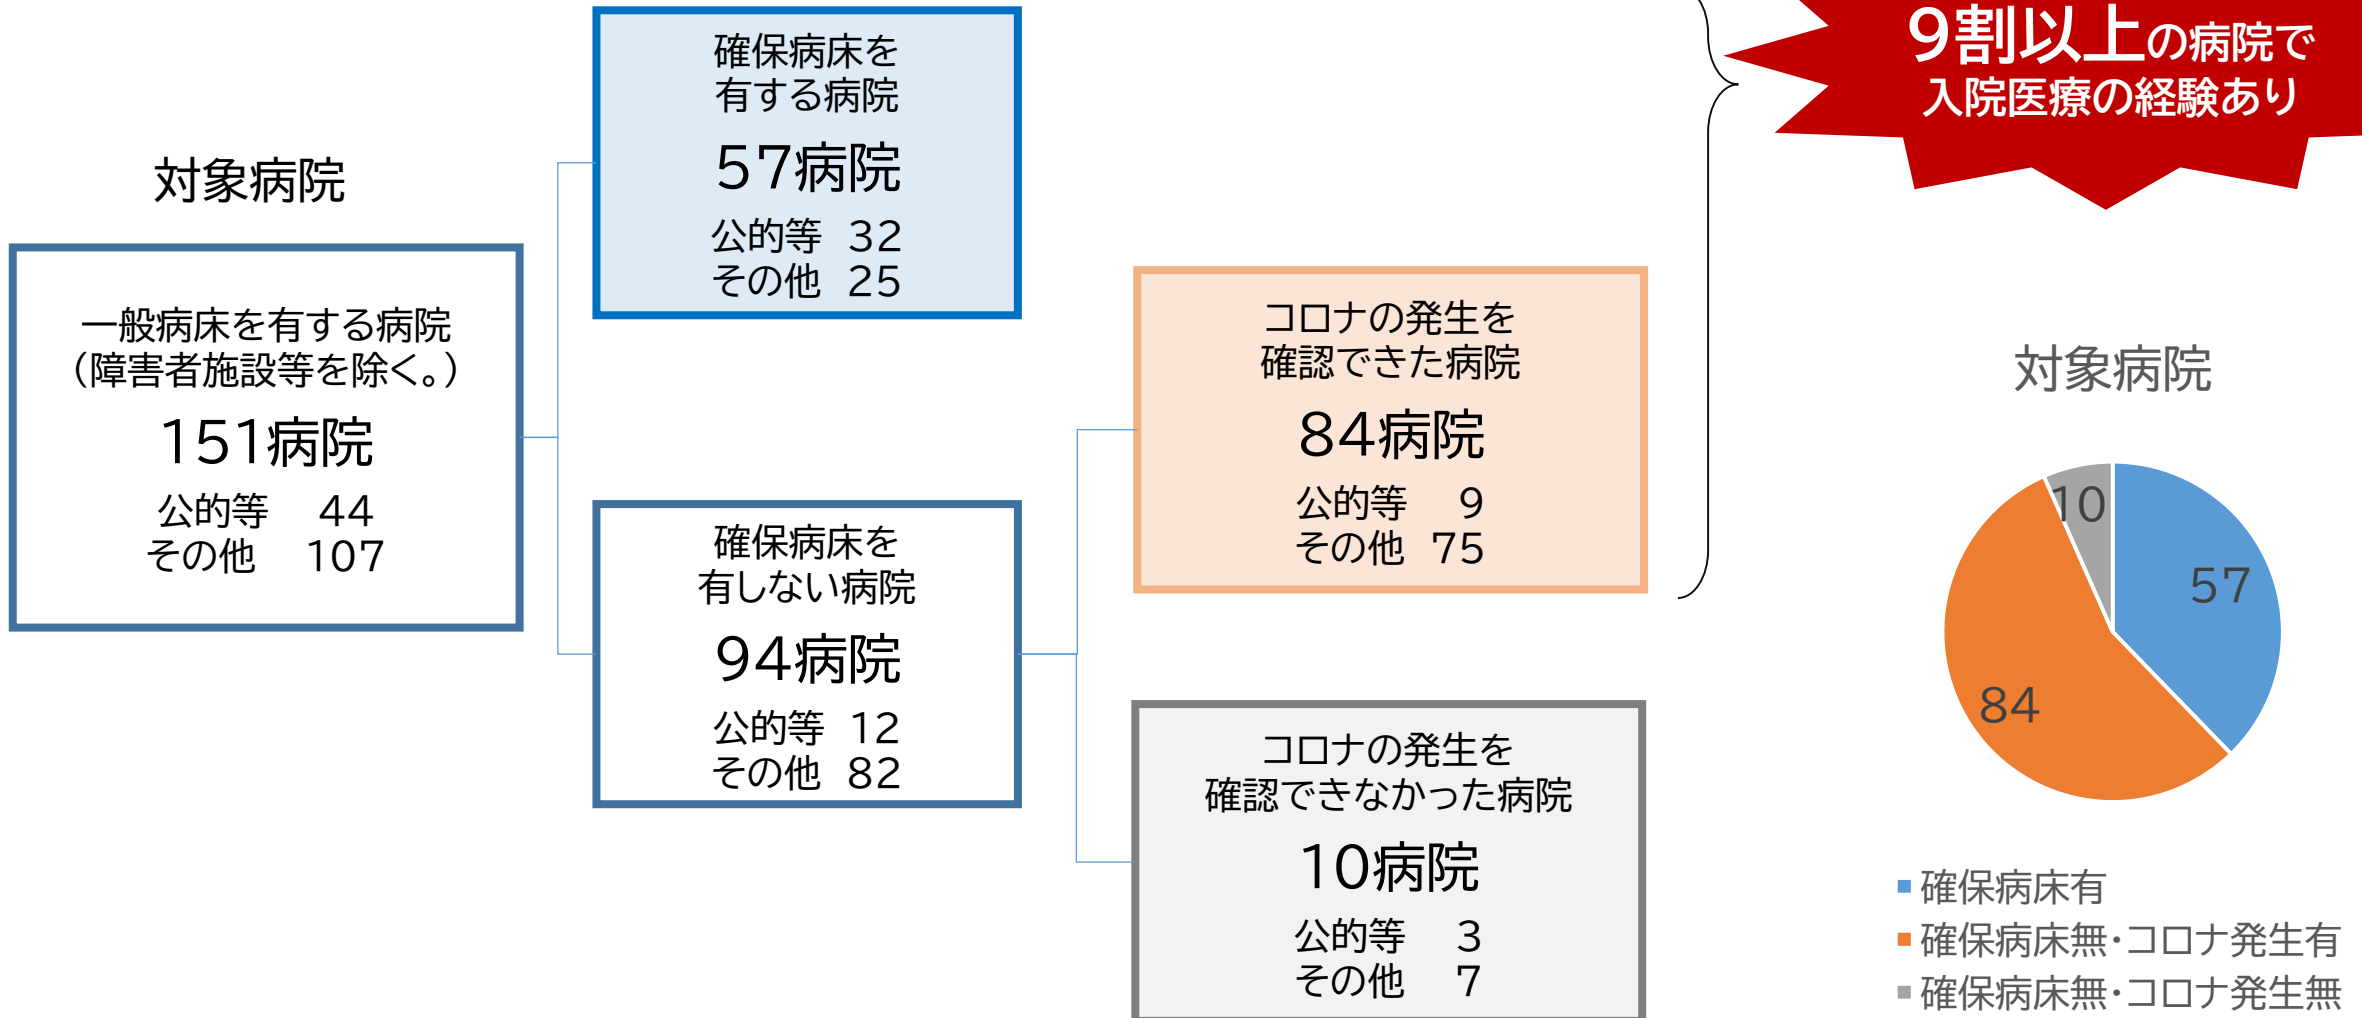 対象病院
一般病床を有する病院
（障害者施設等を除く。）
151病院
公的等 44
その他 107
確保病床を
有する病院
57病院
公的等 32
その他 25
確保病床を
有しない病院
94病院
公的等 12
その他 82
コロナの発生を
確認できた病院
84病院
公的等 9
その他 75
コロナの発生を
確認できなかった病院
10病院
公的等 3
その他 7
9割以上の病院で
入院医療の経験あり
対象病院
10
57
84
確保病床有
確保病床無・コロナ発生有
確保病床無・コロナ発生無